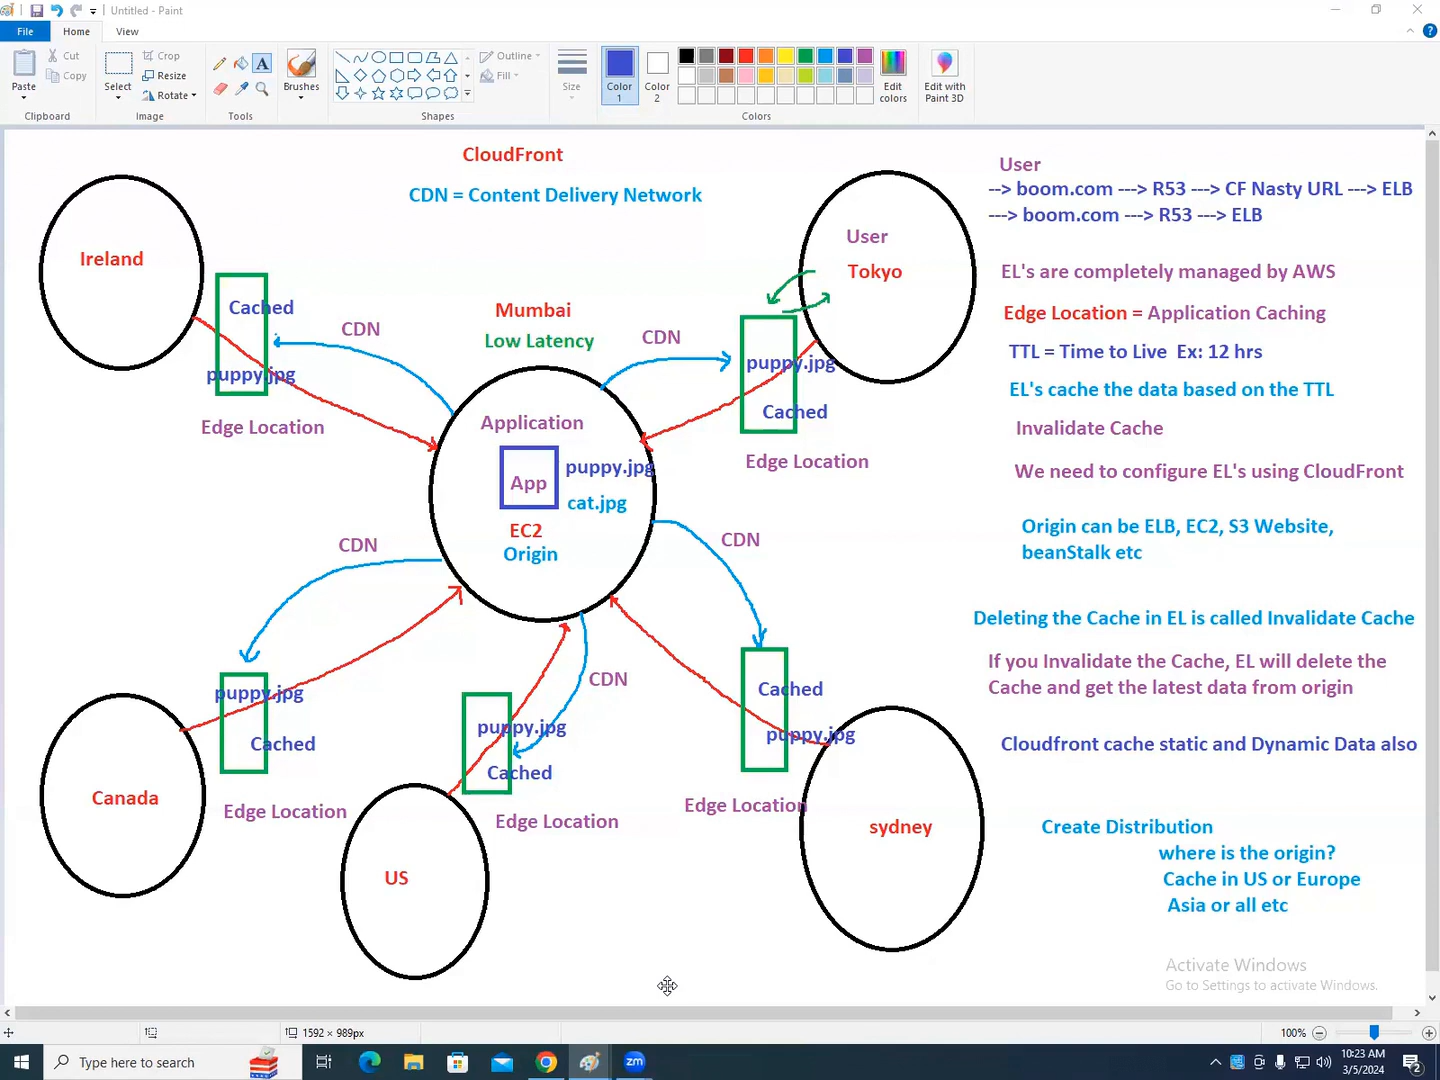 Untitled - Paint
File
Home
View
Paste
Cut
Copy
Clipboard
Select
Crop
Resize
Rotate
Image
A
Tools
Brushes
Shapes
Outline
Fill
Size
Color 1
Color 2
Colors
Edit colors
Edit with Paint 3D
CloudFront
CDN = Content Delivery Network
Ireland
Cached
puppy.jpg
Edge Location
CDN
Mumbai
Low Latency
CDN
User
Tokyo
puppy.jpg
Cached
Edge Location
Application
App
puppy.jpg
cat.jpg
EC2
Origin
CDN
CDN
puppy.jpg
Cached
Canada
Edge Location
CDN
puppy.jpg
Cached
Edge Location
US
Cached
puppy.jpg
Edge Location
sydney
User
--> boom.com ---> R53 ---> CF Nasty URL ---> ELB
---> boom.com ---> R53 ---> ELB
EL's are completely managed by AWS
Edge Location = Application Caching
TTL = Time to Live Ex: 12 hrs
EL's cache the data based on the TTL
Invalidate Cache
We need to configure EL's using CloudFront
Origin can be ELB, EC2, S3 Website,
beanStalk etc
Deleting the Cache in EL is called Invalidate Cache
If you Invalidate the Cache, EL will delete the
Cache and get the latest data from origin
Cloudfront cache static and Dynamic Data also
Create Distribution
where is the origin?
Cache in US or Europe
Asia or all etc
Activate Windows
Go to Settings to activate Windows.
1592 × 989px
100%
Type here to search
zm
10:23 AM
3/5/2024
2